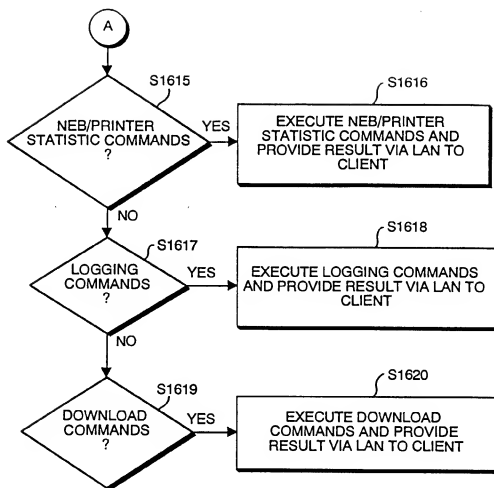 A
S1615
NEB/PRINTER
STATISTIC COMMANDS
?
YES
S1616
EXECUTE NEB/PRINTER
STATISTIC COMMANDS AND
PROVIDE RESULT VIA LAN TO
CLIENT
NO
S1617
LOGGING
COMMANDS
?
YES
S1618
EXECUTE LOGGING COMMANDS
AND PROVIDE RESULT VIA LAN TO
CLIENT
NO
S1619
DOWNLOAD
COMMANDS
?
YES
S1620
EXECUTE DOWNLOAD
COMMANDS AND PROVIDE
RESULT VIA LAN TO CLIENT